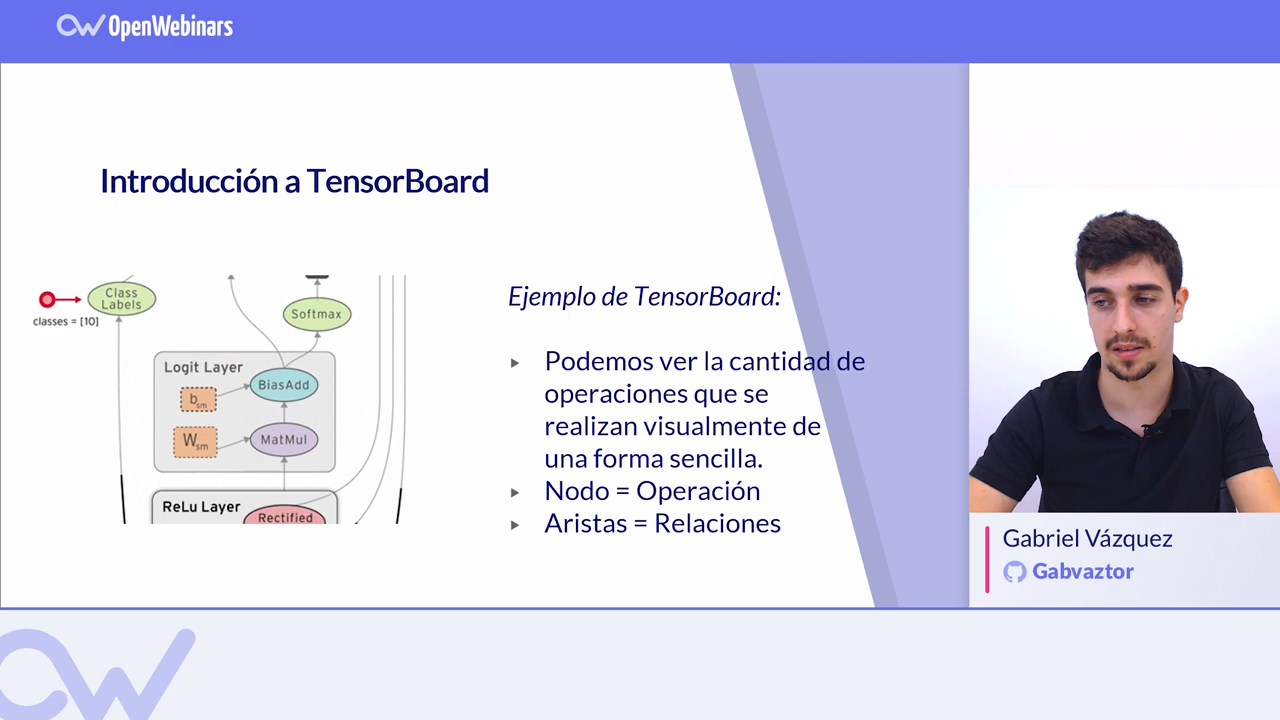 OpenWebinars
Introducción a TensorBoard
Class
Labels
classes = [10]
Softmax
Logit Layer
BiasAdd
bsm
MatMul
Wsm
ReLu Layer
Rectified
Ejemplo de TensorBoard:
Podemos ver la cantidad de
operaciones que se
realizan visualmente de
una forma sencilla.
Nodo = Operación
Aristas = Relaciones
Gabriel Vázquez
Gabvaztor